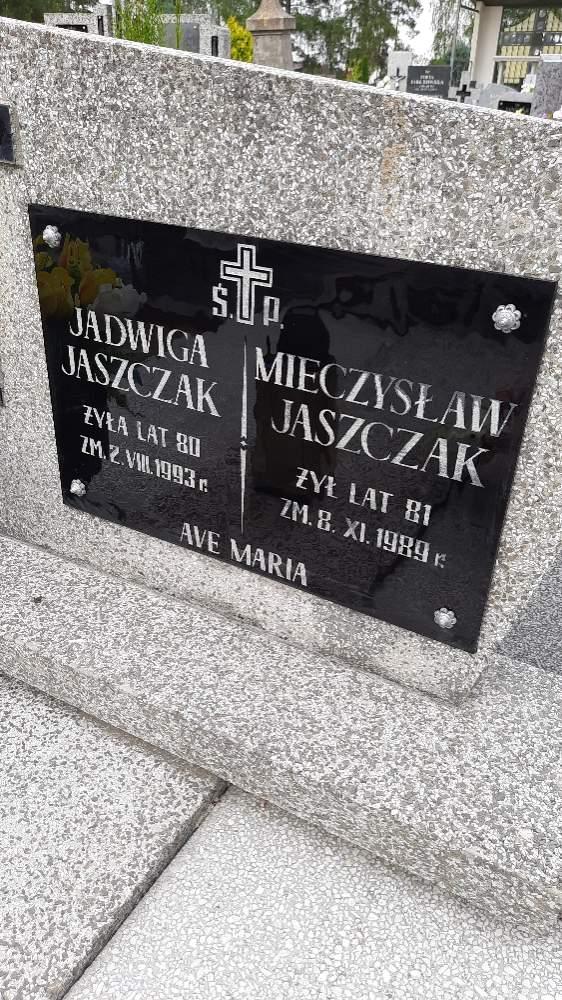 Ś. P.
JADWIGA
JASZCZAK
ŻYŁA LAT 80
ZM. 2. VIII. 1993 r.
MIECZYSŁAW
JASZCZAK
ŻYŁ LAT 81
ZM. 8. XI. 1989 r.
AVE MARIA